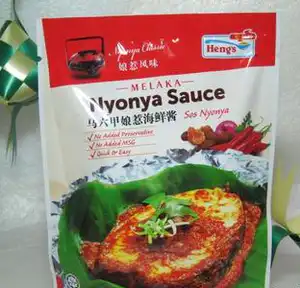 Nyonya Classic
娘惹风味
Heng's
MELAKA
Nyonya Sauce
马六甲娘惹海鲜酱
Sos Nyonya
No Added Preservative
No Added MSG
Quick & Easy